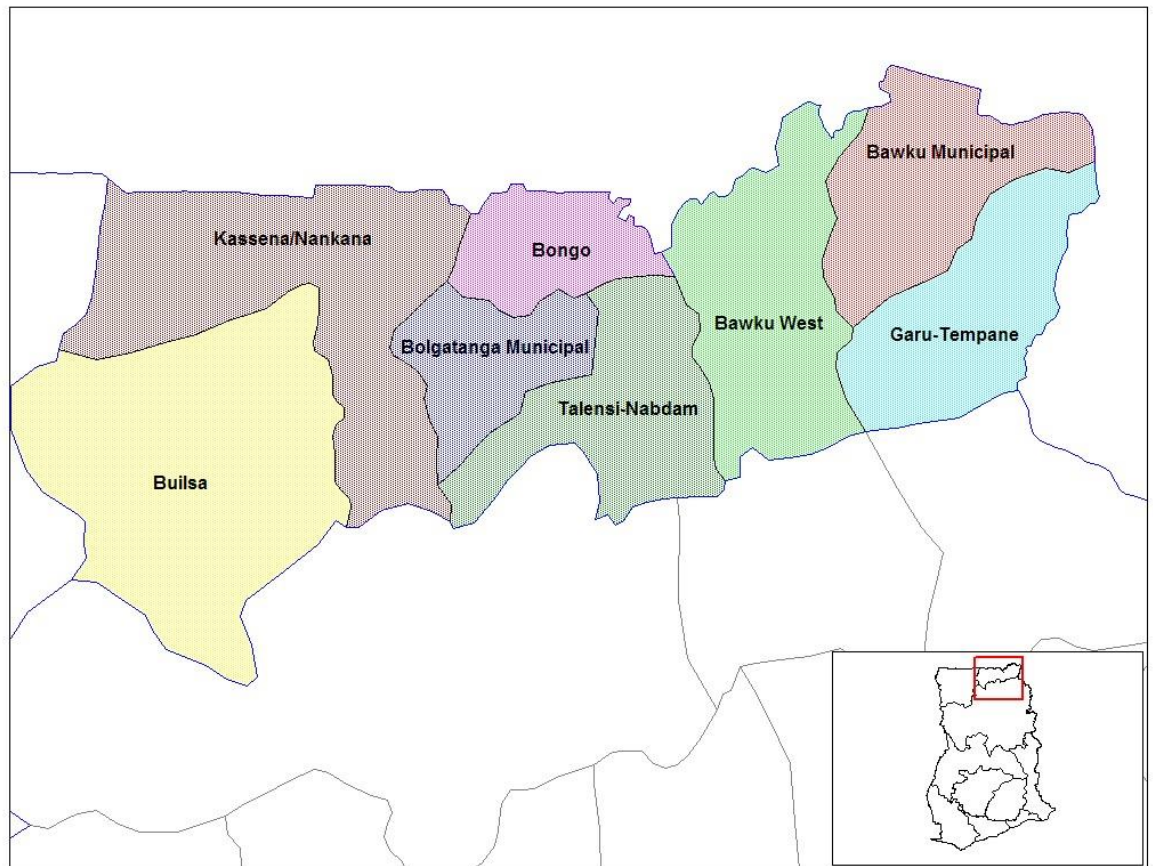 Bawku Municipal
Kassena/Nankana
Bongo
Bawku West
Garu-Tempane
Bolgatanga Municipal
Talensi-Nabdam
Builsa